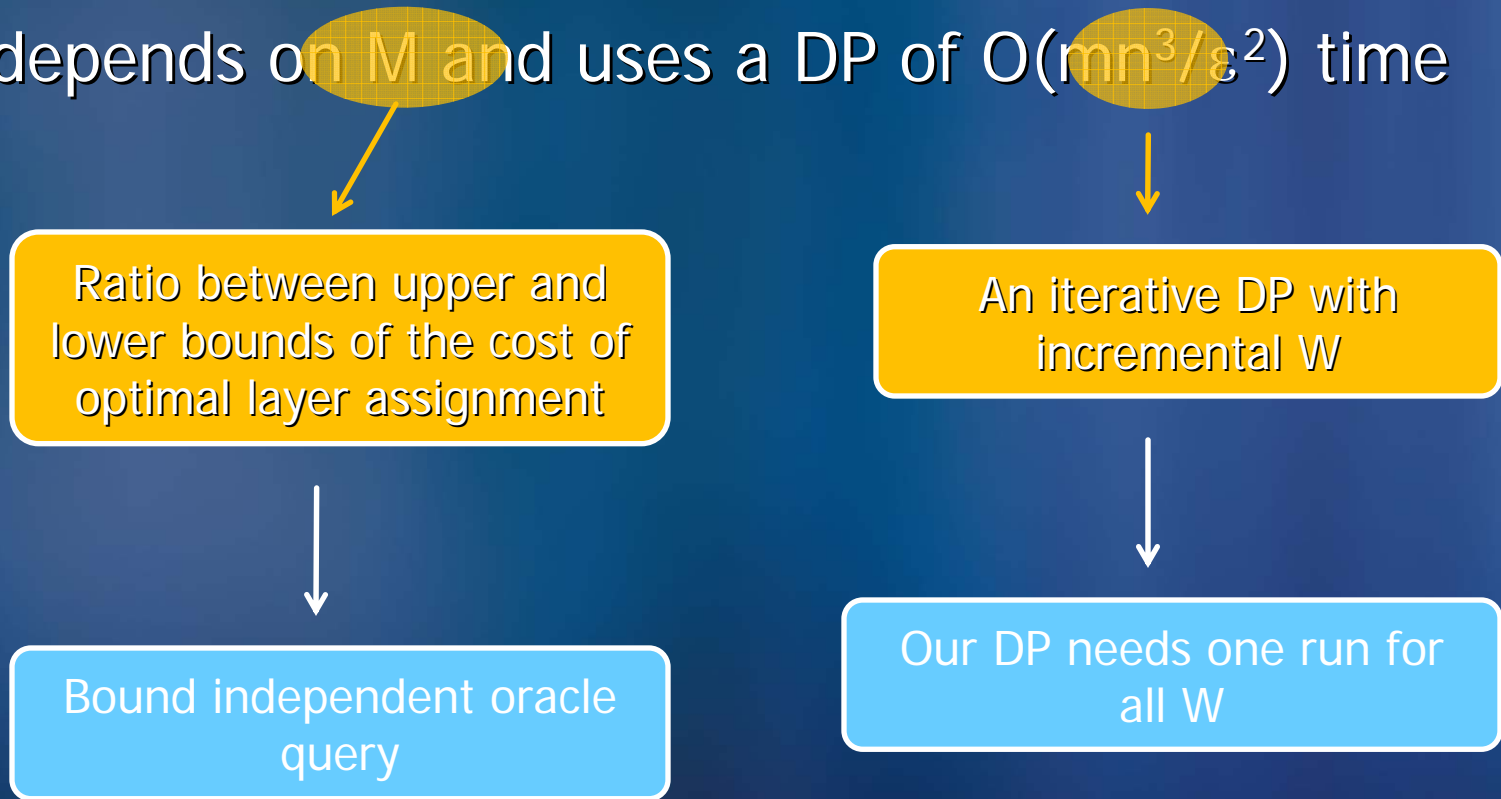 depends on M and uses a DP of O(mn³/ε²) time
Ratio between upper and
lower bounds of the cost of
optimal layer assignment
An iterative DP with
incremental W
Bound independent oracle
query
Our DP needs one run for
all W